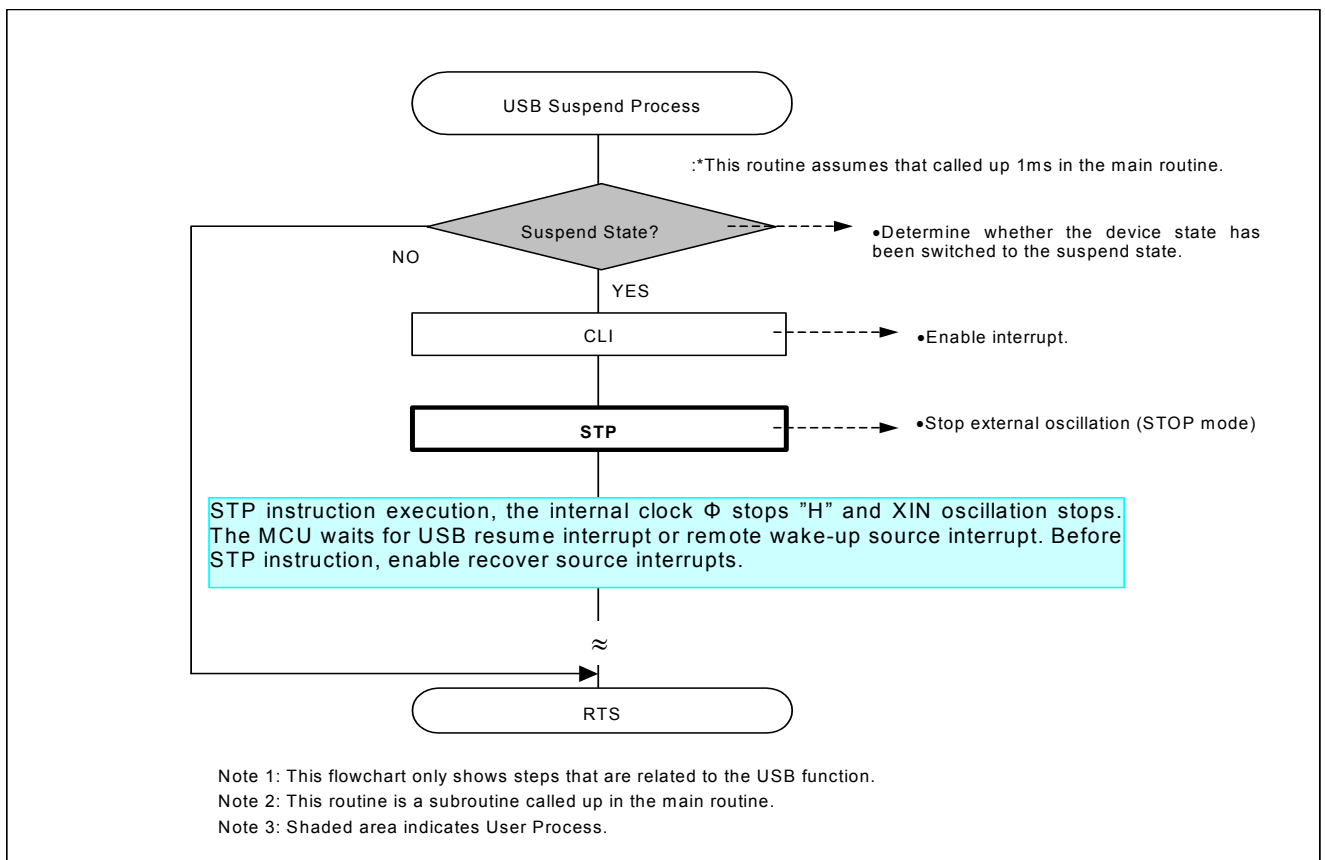 USB Suspend Process
:*This routine assumes that called up 1ms in the main routine.
Suspend State?
•Determine whether the device state has
been switched to the suspend state.
NO
YES
CLI
•Enable interrupt.
STP
•Stop external oscillation (STOP mode)
STP instruction execution, the internal clock Φ stops ”H” and XIN oscillation stops.
The MCU waits for USB resume interrupt or remote wake-up source interrupt. Before
STP instruction, enable recover source interrupts.
≈
RTS
Note 1: This flowchart only shows steps that are related to the USB function.
Note 2: This routine is a subroutine called up in the main routine.
Note 3: Shaded area indicates User Process.